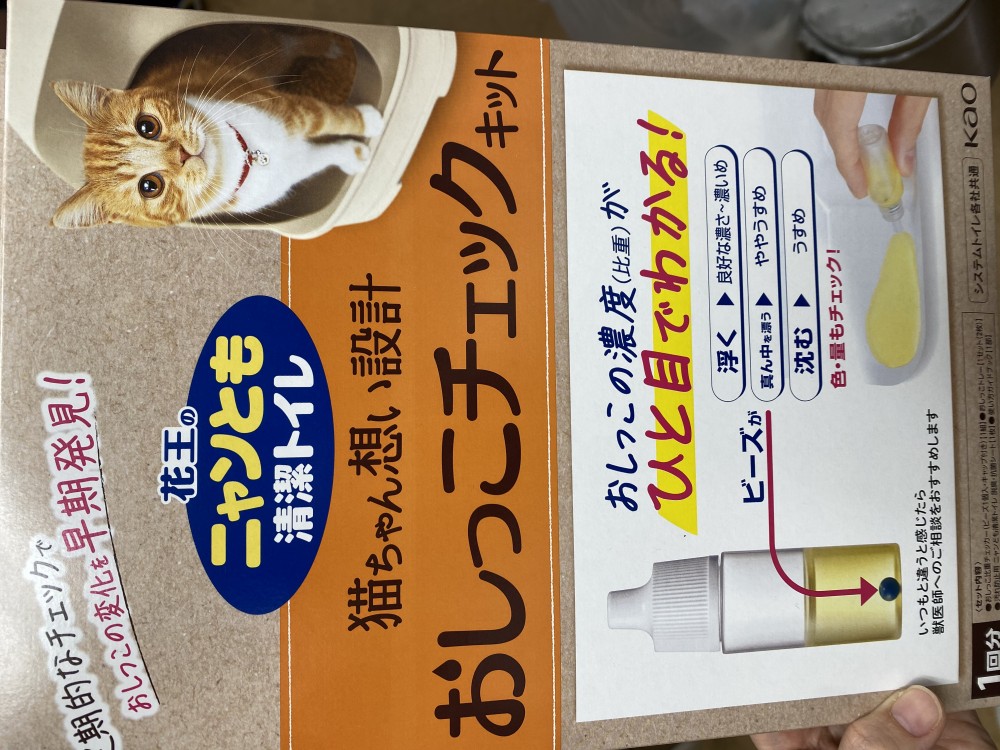 期的なチェックで
おしっこの変化を早期発見!
花王の
ニャンとも
清潔トイレ
猫ちゃん想い設計
おしっこチェックキット
おしっこの濃度(比重)が
ひと目でわかる!
ビーズが
浮く ▶ 良好な濃さ~濃いめ
真ん中を漂う ▶ ややうすめ
沈む ▶ うすめ
色・量もチェック!
いつもと違うと感じたら
獣医師へのご相談をおすすめします
Kao
システムトイレ各社共通
1回分
<セット内容>